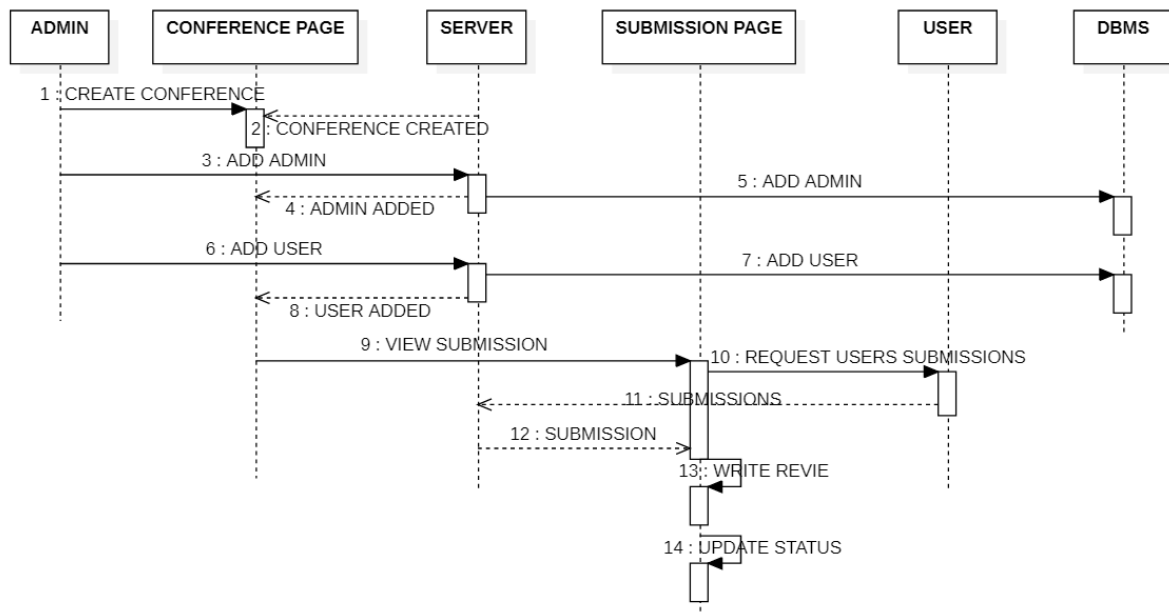 ADMIN
CONFERENCE PAGE
SERVER
SUBMISSION PAGE
USER
DBMS
1 : CREATE CONFERENCE
2 : CONFERENCE CREATED
3 : ADD ADMIN
5 : ADD ADMIN
4 : ADMIN ADDED
6 : ADD USER
7 : ADD USER
8 : USER ADDED
9 : VIEW SUBMISSION
10 : REQUEST USERS SUBMISSIONS
11 : SUBMISSIONS
12 : SUBMISSION
13 : WRITE REVIE
14 : UPDATE STATUS